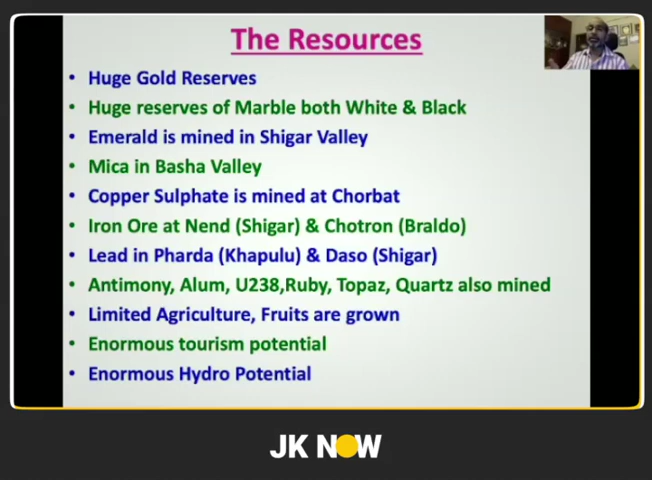 The Resources
• Huge Gold Reserves
• Huge reserves of Marble both White & Black
• Emerald is mined in Shigar Valley
• Mica in Basha Valley
• Copper Sulphate is mined at Chorbat
• Iron Ore at Nend (Shigar) & Chotron (Braldo)
• Lead in Pharda (Khapulu) & Daso (Shigar)
• Antimony, Alum, U238,Ruby, Topaz, Quartz also mined
• Limited Agriculture, Fruits are grown
• Enormous tourism potential
• Enormous Hydro Potential
JK NOW